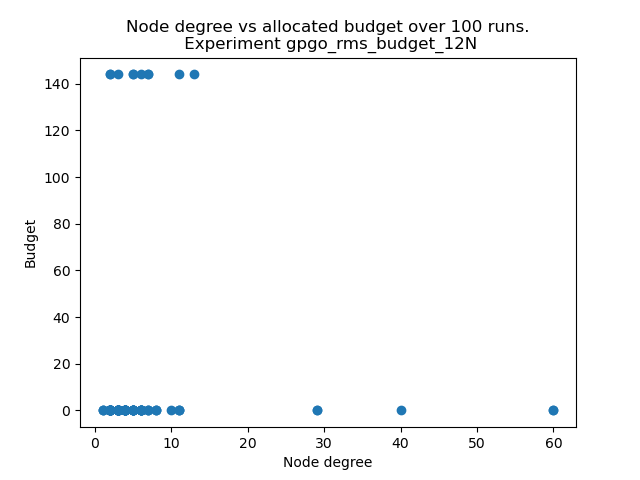 Node degree vs allocated budget over 100 runs.
Experiment gpgo_rms_budget_12N
140
120
100
80
60
40
20
0
Budget
0 10 20 30 40 50 60
Node degree